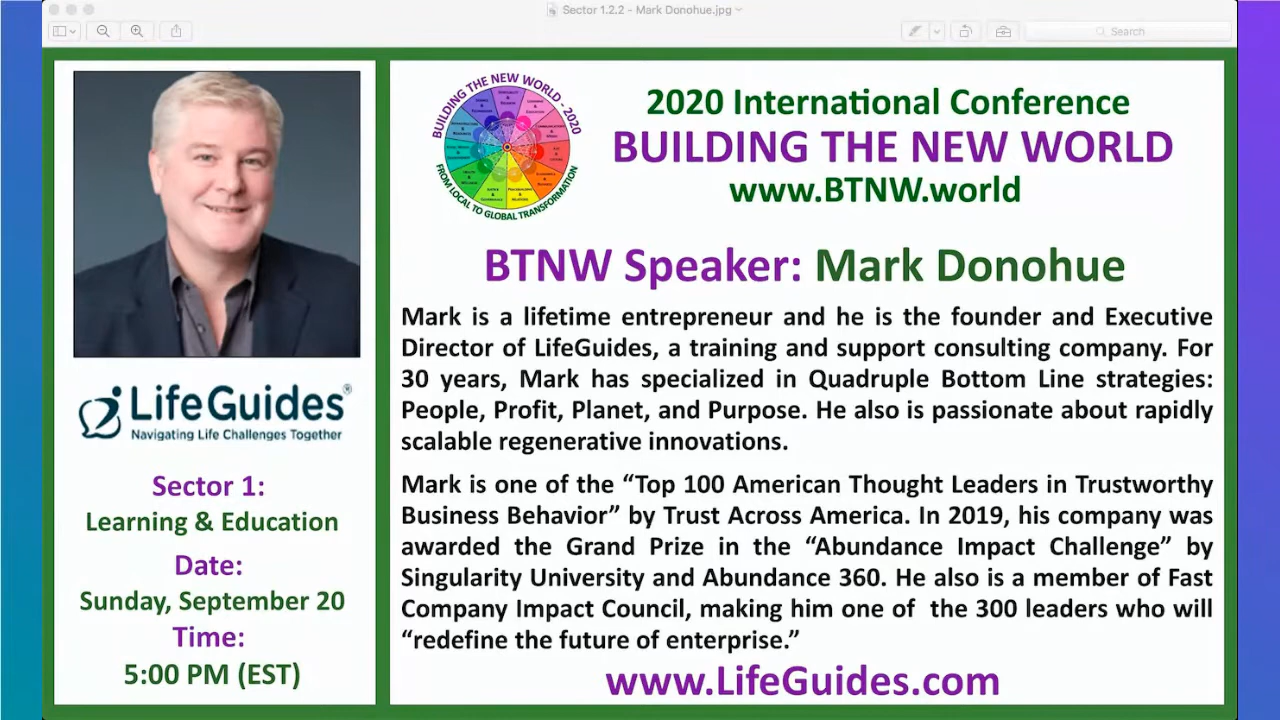 Sector 1.2.2 - Mark Donohue.jpg
Search
LifeGuides®
Navigating Life Challenges Together
Sector 1:
Learning & Education
Date:
Sunday, September 20
Time:
5:00 PM (EST)
BUILDING THE NEW WORLD - 2020
FROM LOCAL TO GLOBAL TRANSFORMATION
2020 International Conference
BUILDING THE NEW WORLD
www.BTNW.world
BTNW Speaker: Mark Donohue
Mark is a lifetime entrepreneur and he is the founder and Executive
Director of LifeGuides, a training and support consulting company. For
30 years, Mark has specialized in Quadruple Bottom Line strategies:
People, Profit, Planet, and Purpose. He also is passionate about rapidly
scalable regenerative innovations.
Mark is one of the “Top 100 American Thought Leaders in Trustworthy
Business Behavior” by Trust Across America. In 2019, his company was
awarded the Grand Prize in the “Abundance Impact Challenge” by
Singularity University and Abundance 360. He also is a member of Fast
Company Impact Council, making him one of the 300 leaders who will
“redefine the future of enterprise.”
www.LifeGuides.com